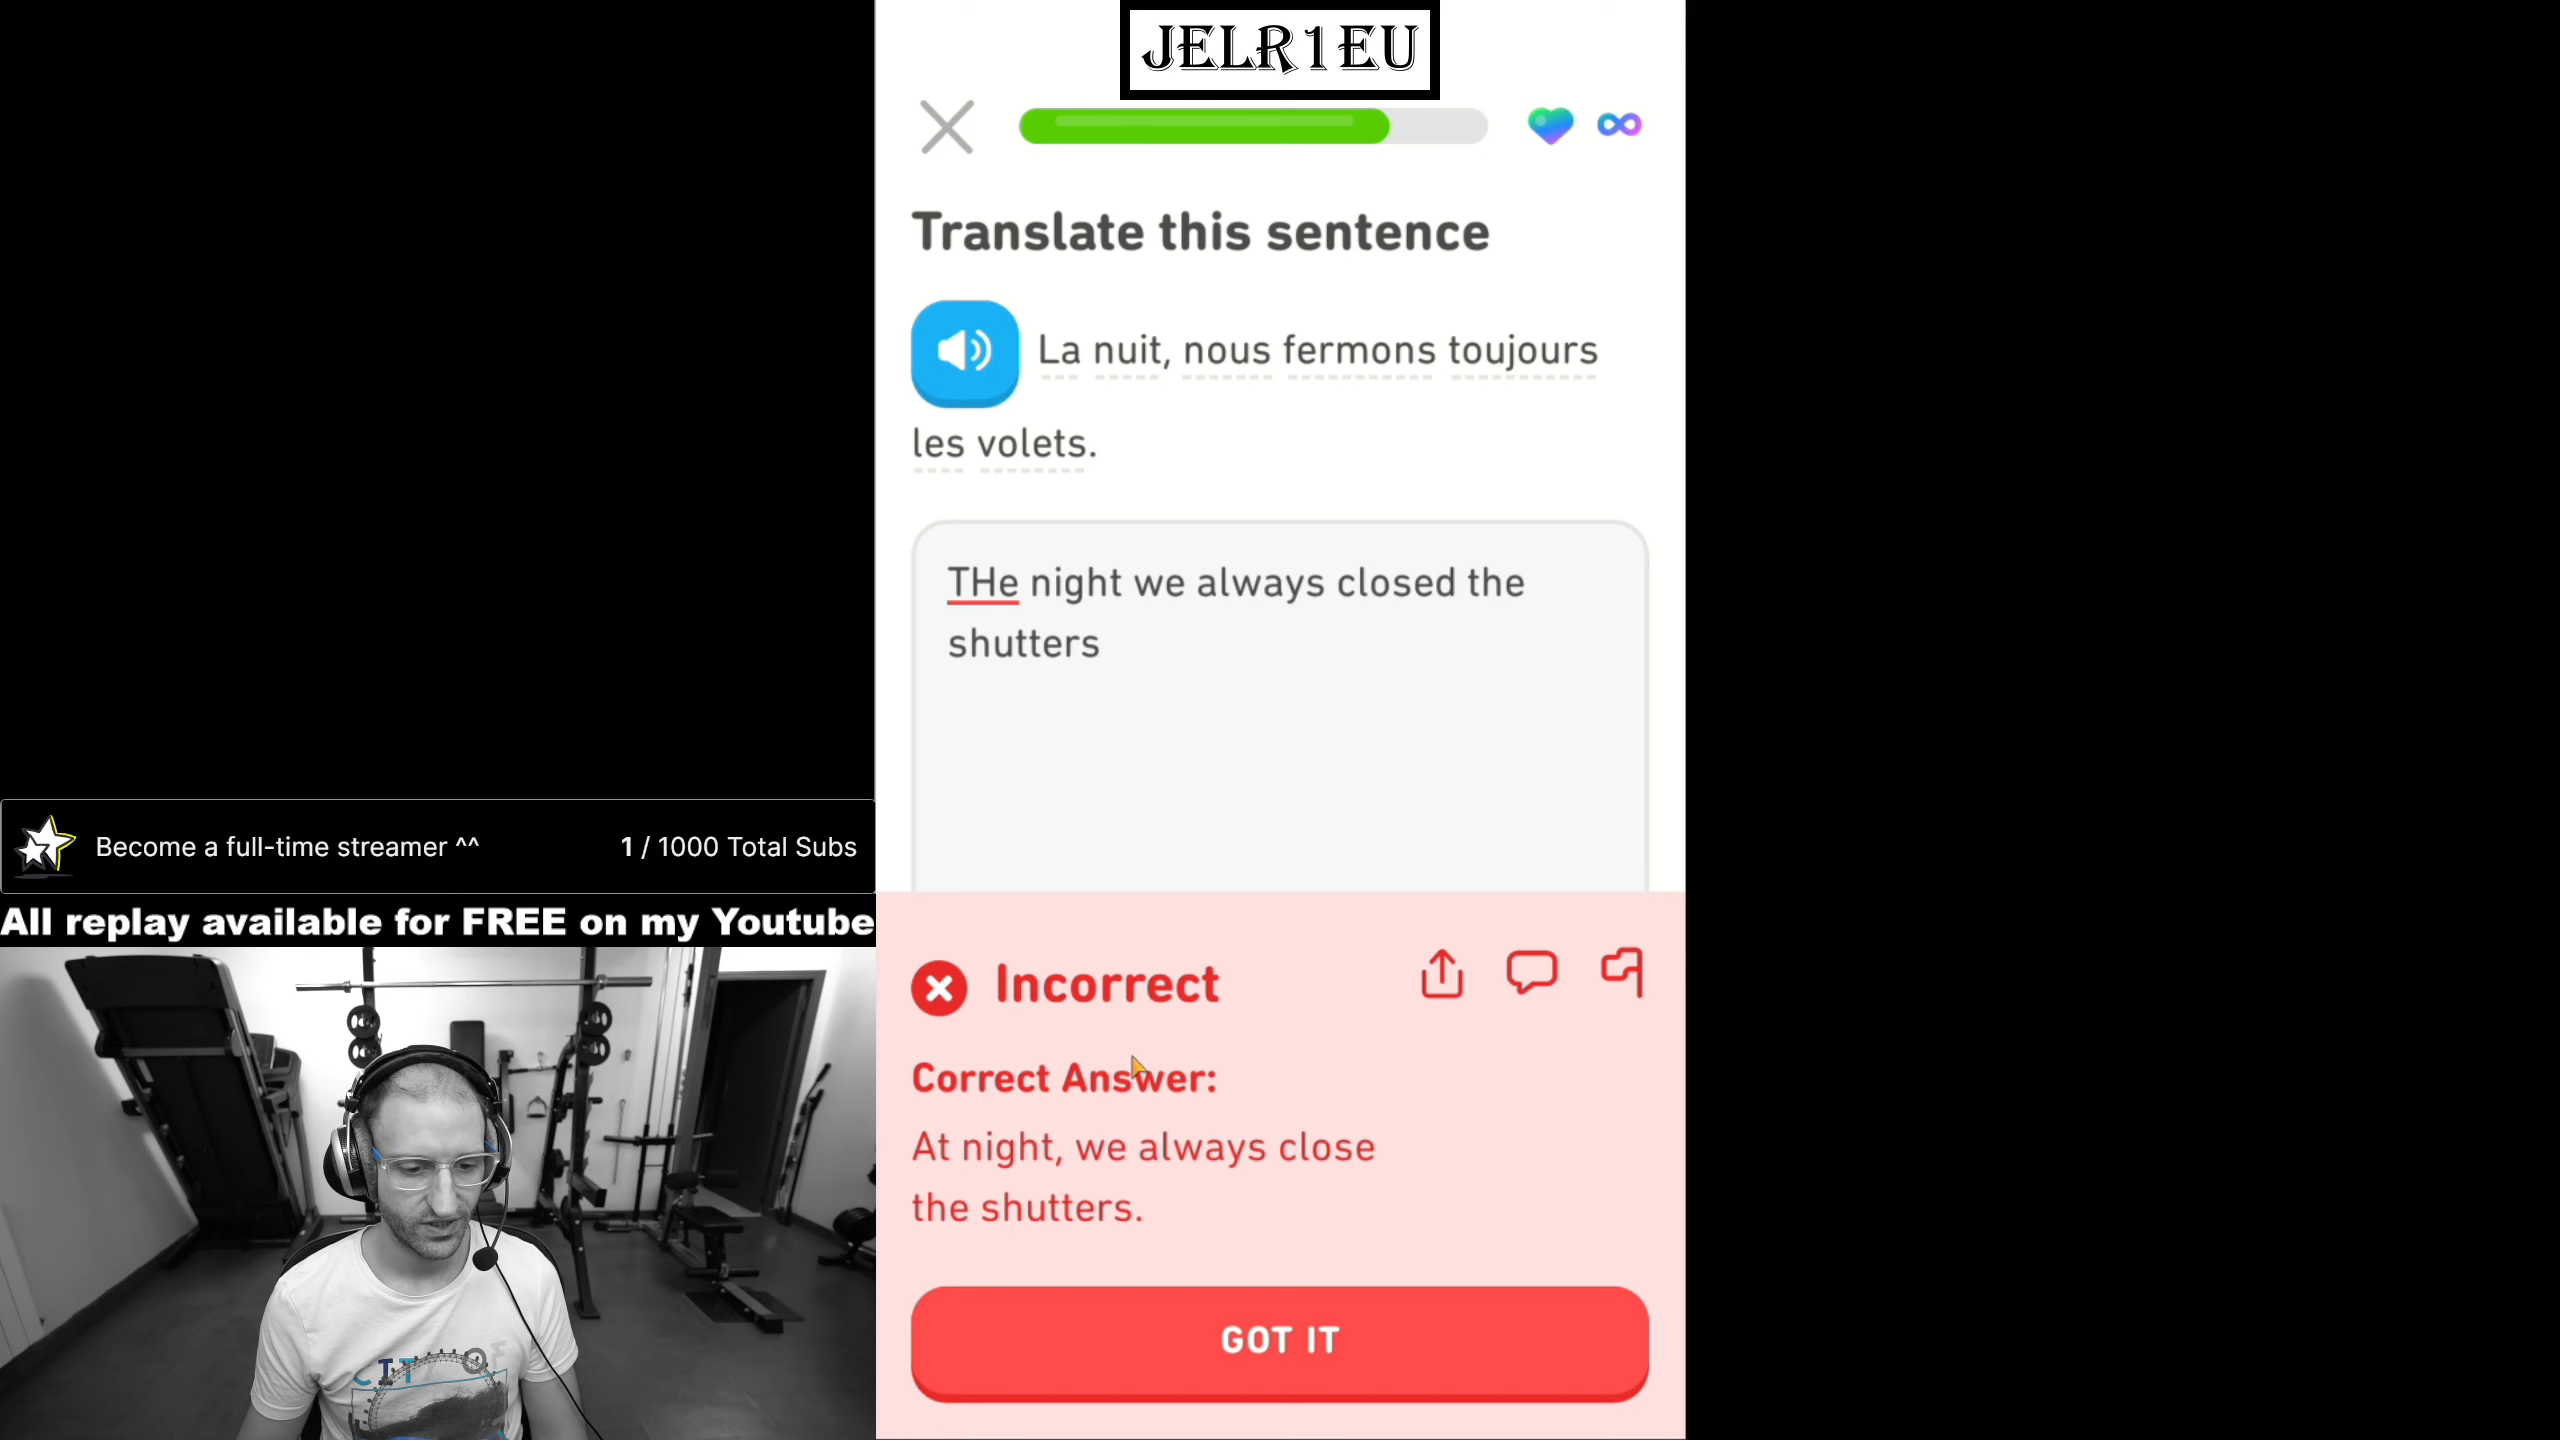 JELR1EU
Translate this sentence
La nuit, nous fermons toujours
les volets.
THe night we always closed the
shutters
Become a full-time streamer ^^ 1 / 1000 Total Subs
All replay available for FREE on my Youtube
Incorrect
Correct Answer:
At night, we always close
the shutters.
GOT IT